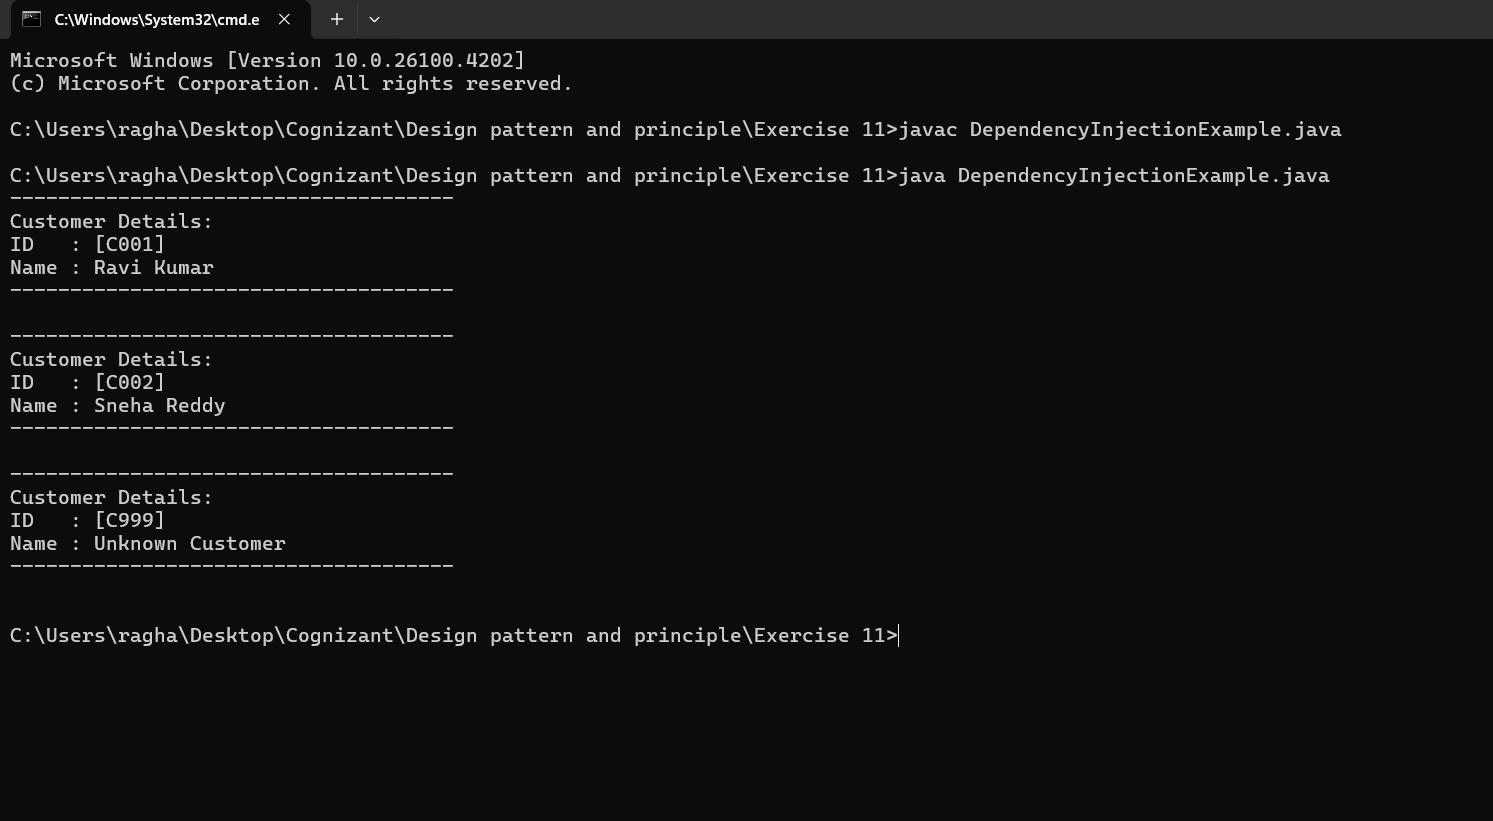 C:\Windows\System32\cmd.e
Microsoft Windows [Version 10.0.26100.4202]
(c) Microsoft Corporation. All rights reserved.
C:\Users\ragha\Desktop\Cognizant\Design pattern and principle\Exercise 11>javac DependencyInjectionExample.java
C:\Users\ragha\Desktop\Cognizant\Design pattern and principle\Exercise 11>java DependencyInjectionExample.java
-------------------------------------
Customer Details:
ID   : [C001]
Name : Ravi Kumar
-------------------------------------
-------------------------------------
Customer Details:
ID   : [C002]
Name : Sneha Reddy
-------------------------------------
-------------------------------------
Customer Details:
ID   : [C999]
Name : Unknown Customer
-------------------------------------
C:\Users\ragha\Desktop\Cognizant\Design pattern and principle\Exercise 11>